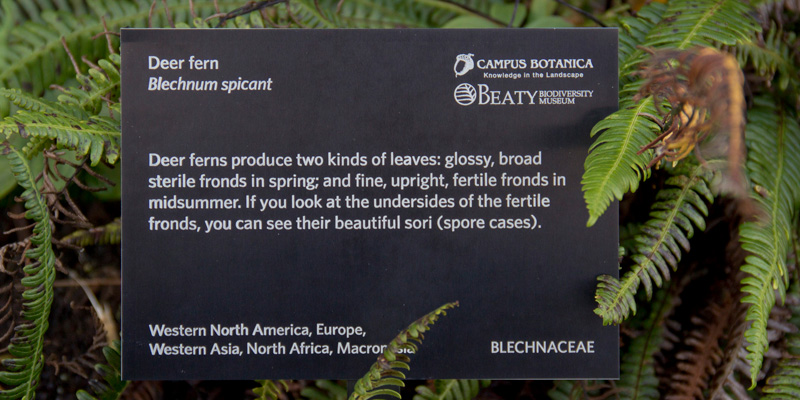 Deer fern
Blechnum spicant
CAMPUS BOTANICA
Knowledge in the Landscape
BEATY BIODIVERSITY MUSEUM
Deer ferns produce two kinds of leaves: glossy, broad
sterile fronds in spring; and fine, upright, fertile fronds in
midsummer. If you look at the undersides of the fertile
fronds, you can see their beautiful sori (spore cases).
Western North America, Europe,
Western Asia, North Africa,
BLECHNACEAE